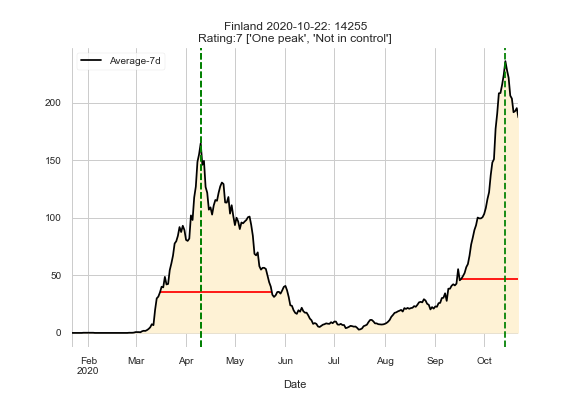 Finland 2020-10-22: 14255
Rating:7 ['One peak', 'Not in control']
Average-7d
200
150
100
50
0
Feb Mar Apr May Jun Jul Aug Sep Oct
2020
Date